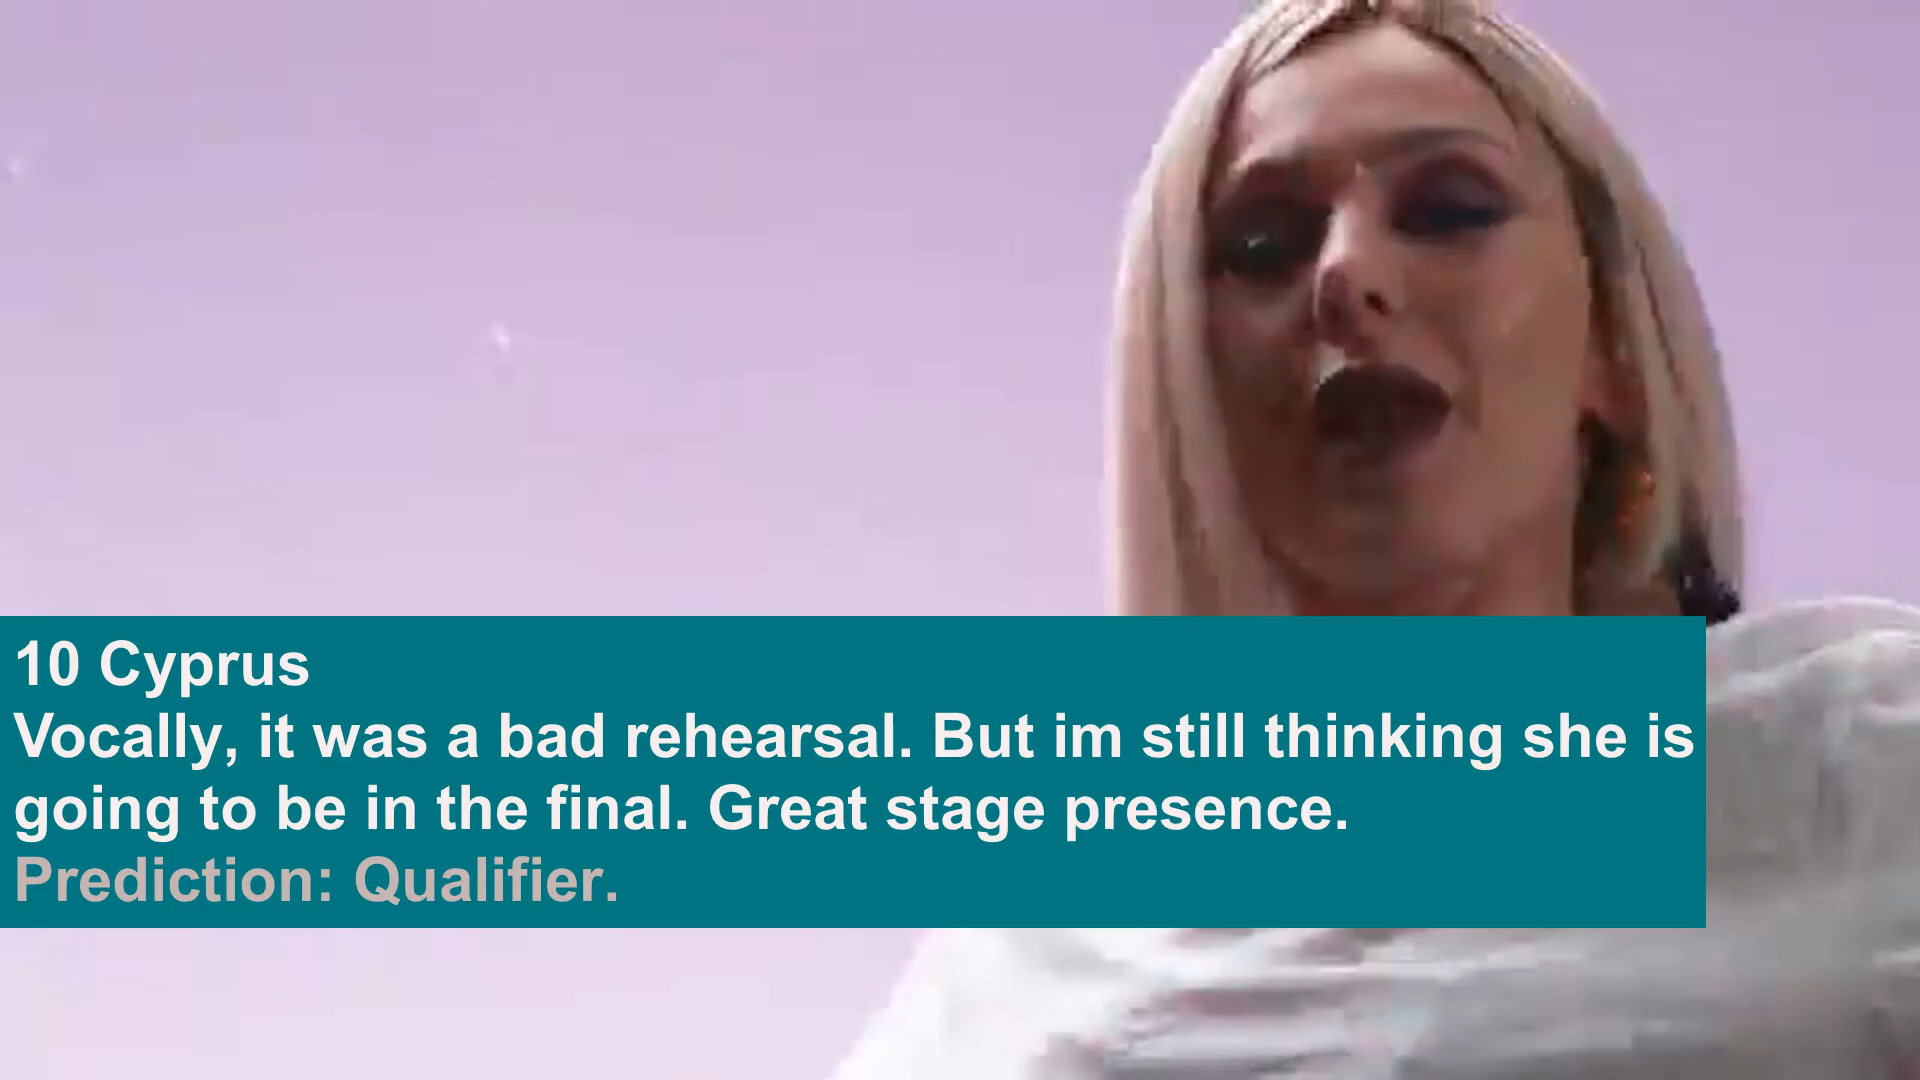 10 Cyprus
Vocally, it was a bad rehearsal. But im still thinking she is
going to be in the final. Great stage presence.
Prediction: Qualifier.